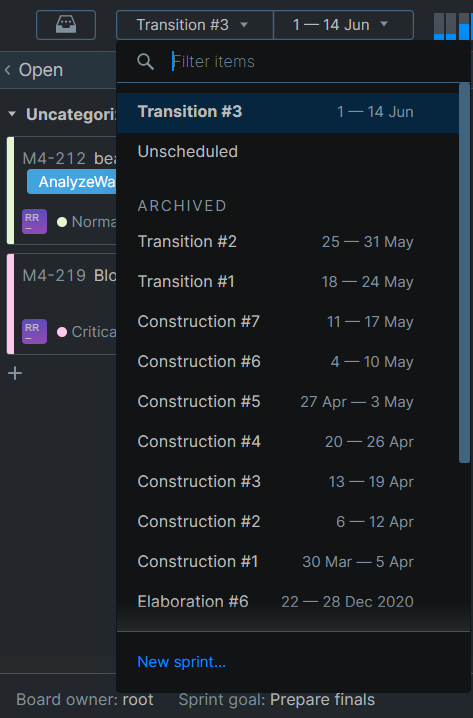 Transition #3 1 — 14 Jun
Filter items
Open
Transition #3 1 — 14 Jun
Uncategori
Unscheduled
M4-212 bea
AnalyzeWa
RR
Norma
ARCHIVED
Transition #2 25 — 31 May
M4-219 Blo
Transition #1 18 — 24 May
Construction #7 11 — 17 May
RR
Critica
Construction #6 4 — 10 May
Construction #5 27 Apr — 3 May
Construction #4 20 — 26 Apr
Construction #3 13 — 19 Apr
Construction #2 6 — 12 Apr
Construction #1 30 Mar — 5 Apr
Elaboration #6 22 — 28 Dec 2020
New sprint...
Board owner: root Sprint goal: Prepare finals